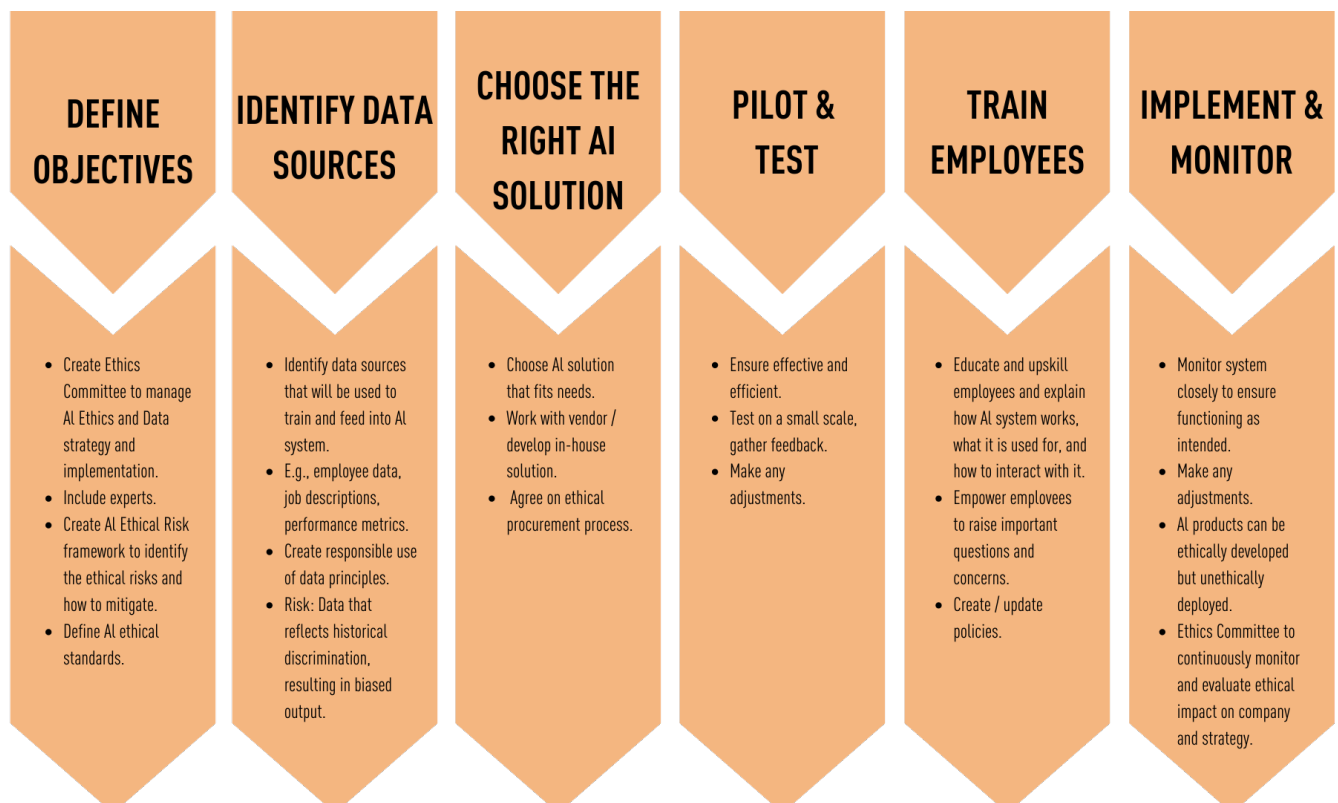 DEFINE
OBJECTIVES
• Create Ethics
Committee to manage
AI Ethics and Data
strategy and
implementation.
• Include experts.
• Create AI Ethical Risk
framework to identify
the ethical risks and
how to mitigate.
• Define AI ethical
standards.
IDENTIFY DATA
SOURCES
• Identify data sources
that will be used to
train and feed into AI
system.
• E.g., employee data,
job descriptions,
performance metrics.
• Create responsible use
of data principles.
• Risk: Data that
reflects historical
discrimination,
resulting in biased
output.
CHOOSE THE
RIGHT AI
SOLUTION
• Choose AI solution
that fits needs.
• Work with vendor /
develop in-house
solution.
• Agree on ethical
procurement process.
PILOT &
TEST
• Ensure effective and
efficient.
• Test on a small scale,
gather feedback.
• Make any
adjustments.
TRAIN
EMPLOYEES
• Educate and upskill
employees and explain
how AI system works,
what it is used for, and
how to interact with it.
• Empower employees
to raise important
questions and
concerns.
• Create / update
policies.
IMPLEMENT &
MONITOR
• Monitor system
closely to ensure
functioning as
intended.
• Make any
adjustments.
• AI products can be
ethically developed
but unethically
deployed.
• Ethics Committee to
continuously monitor
and evaluate ethical
impact on company
and strategy.